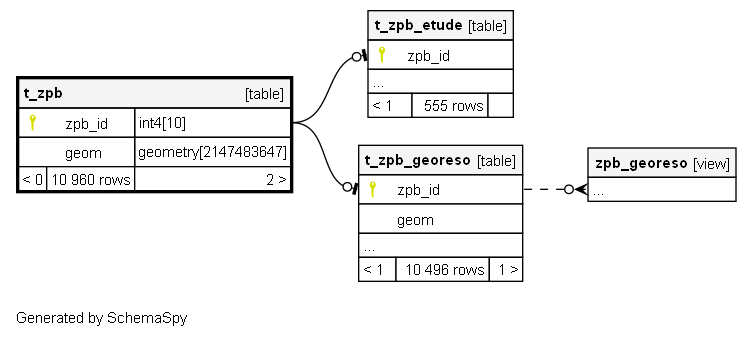 t_zpb [table]
zpb_id int4[10]
geom geometry[2147483647]
< 0 10 960 rows 2 >
t_zpb_etude [table]
zpb_id
...
< 1 555 rows
t_zpb_georeso [table]
zpb_id
geom
...
< 1 10 496 rows 1 >
zpb_georeso [view]
...
Generated by SchemaSpy